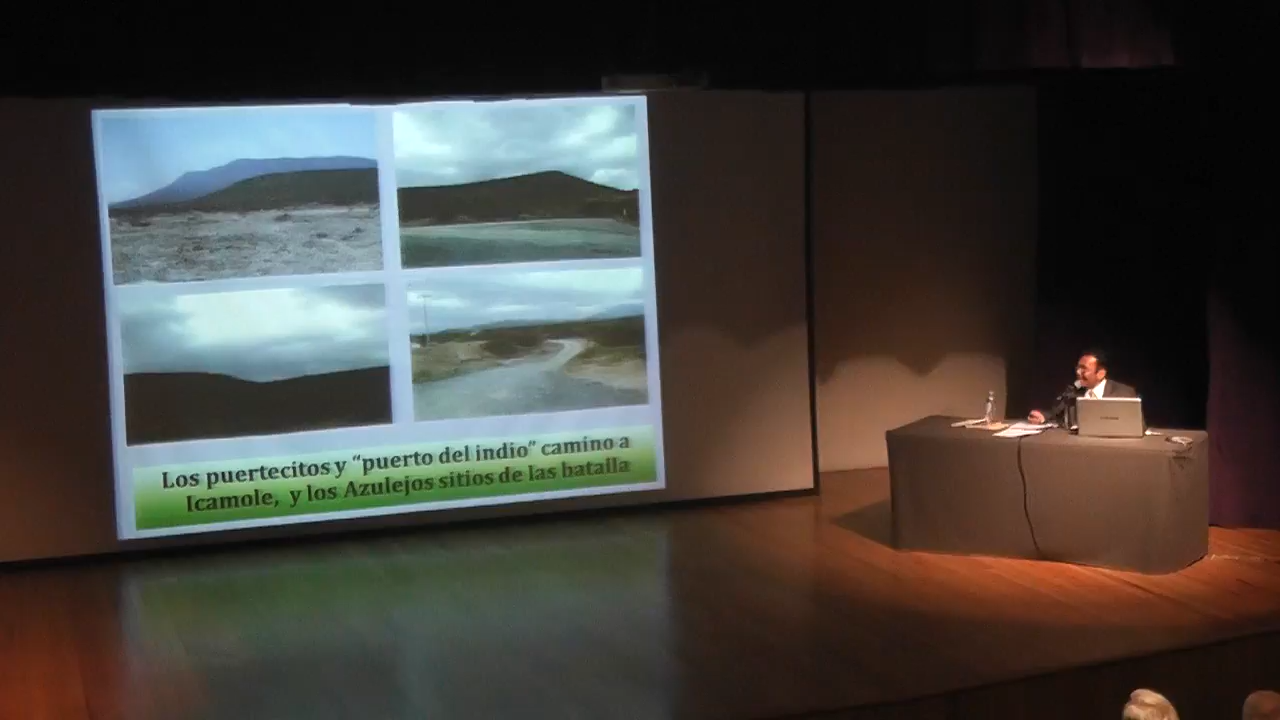 Los puertecitos y “puerto del indio” camino a
Icamole, y los Azulejos sitios de las batalla